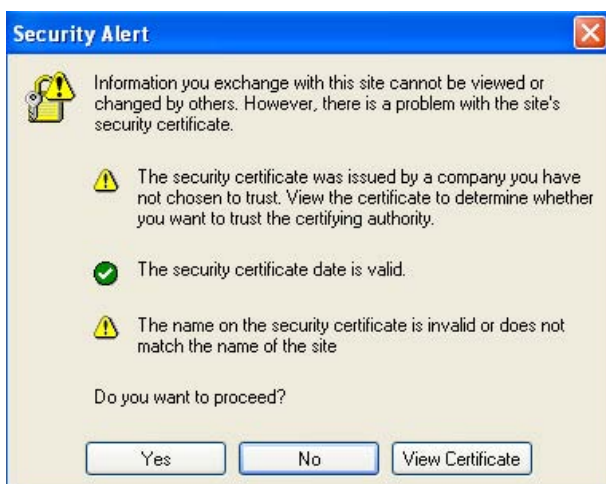 Security Alert
Information you exchange with this site cannot be viewed or
changed by others. However, there is a problem with the site's
security certificate.
The security certificate was issued by a company you have
not chosen to trust. View the certificate to determine whether
you want to trust the certifying authority.
The security certificate date is valid.
The name on the security certificate is invalid or does not
match the name of the site
Do you want to proceed?
Yes No View Certificate